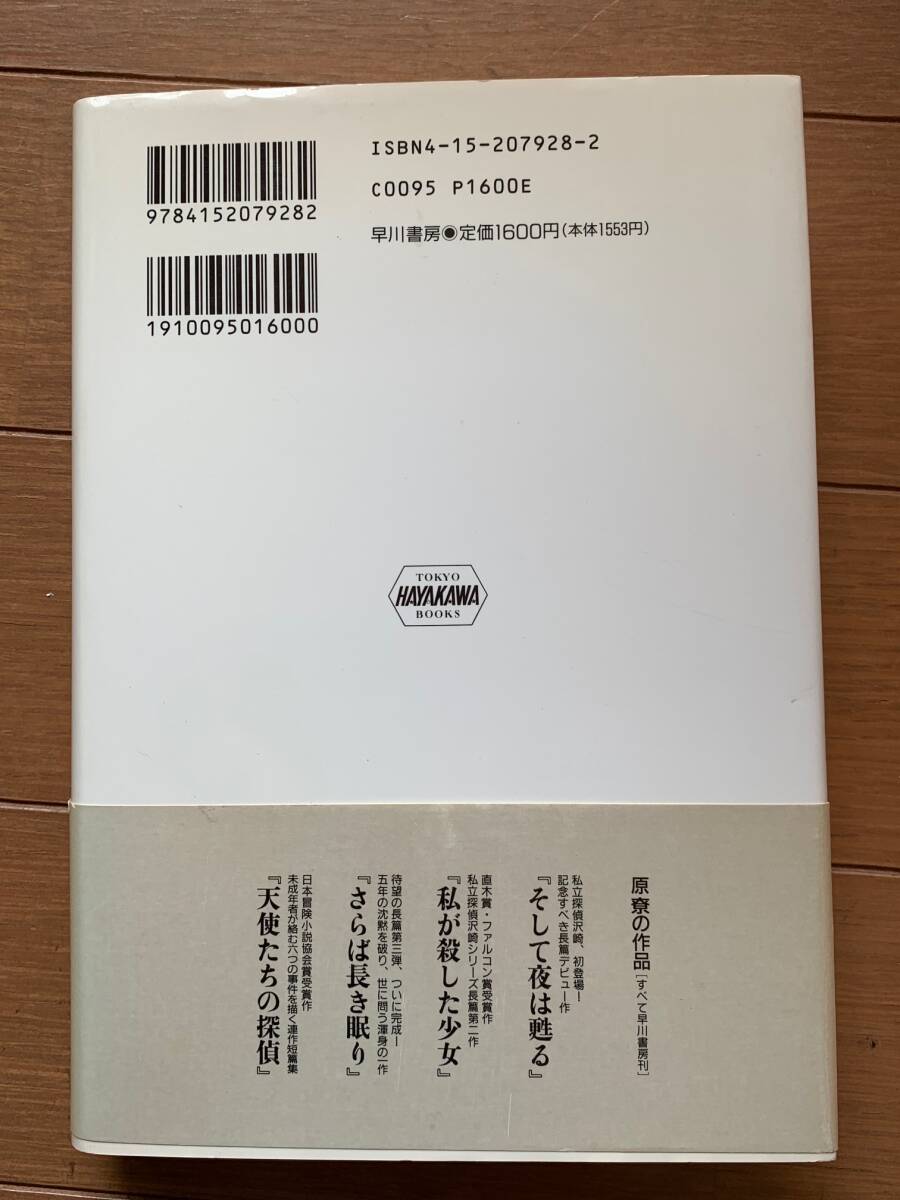 ISBN4-15-207928-2
C0095 P1600E
早川書房◉定価1600円(本体1553円)
9784152079282
1910095016000
TOKYO
HAYAKAWA
BOOKS
原 尞の作品[すべて早川書房刊]
私立探偵沢崎、初登場ー
記念すべき長篇デビュー作
『そして夜は甦る』
直木賞・ファルコン賞受賞作
私立探偵沢崎シリーズ長篇第二作
『私が殺した少女』
待望の長篇第三弾、ついに完成ー
五年の沈黙を破り、世に問う渾身の一作
『さらば長き眠り』
日本冒険小説協会賞受賞作
未成年者が絡む六つの事件を描く連作短篇集
『天使たちの探偵』